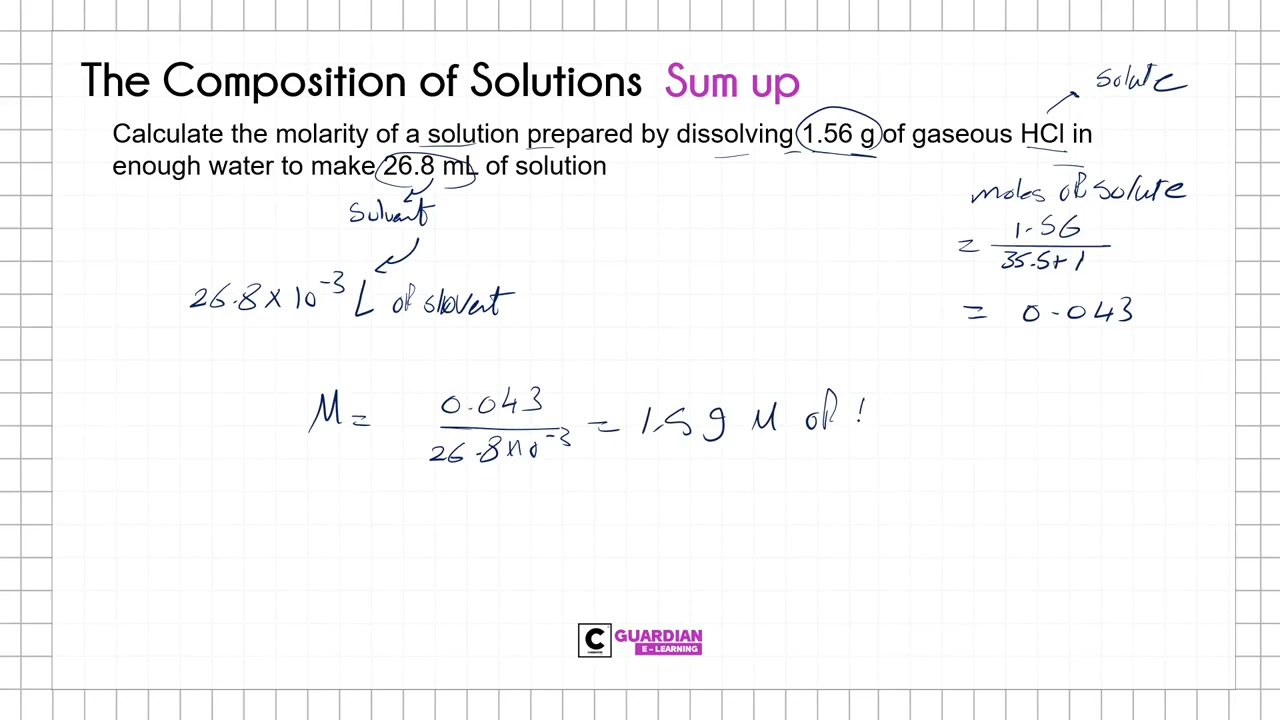 The Composition of Solutions Sum up
solute
Calculate the molarity of a solution prepared by dissolving 1.56 g of gaseous HCl in
enough water to make 26.8 mL of solution
moles of solute
= 1.56
35.5+1
= 0.043
Solvent
26.8 × 10⁻³ L of slovent
M = 0.043
26.8×10⁻³
= 1.59 M of
C
GUARDIAN
E - LEARNING